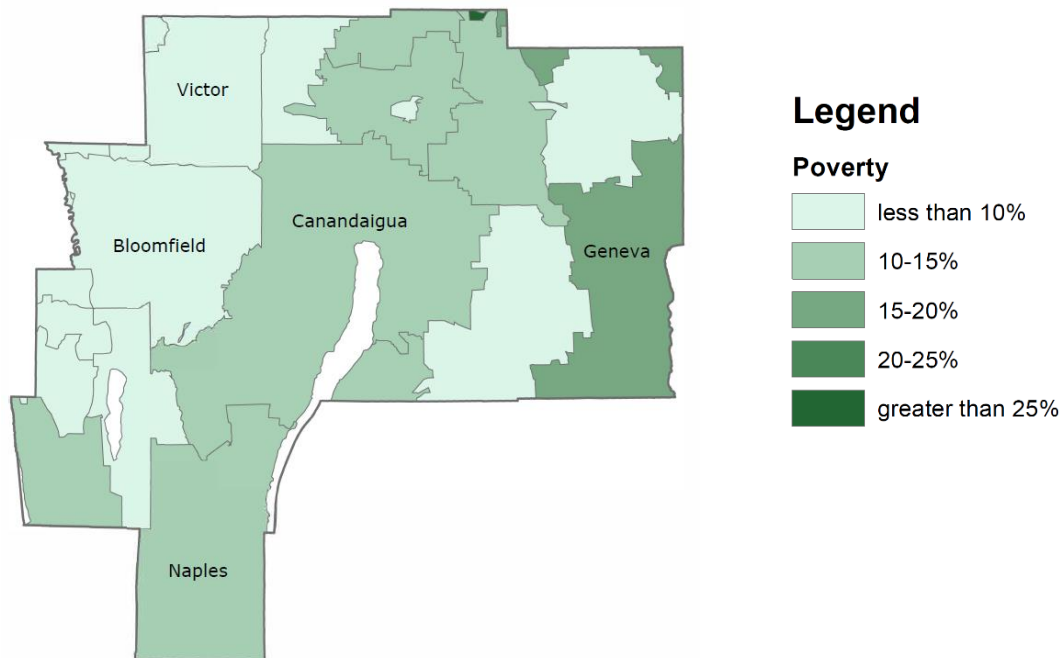 Victor
Canandaigua
Bloomfield
Geneva
Naples
Legend
Poverty
less than 10%
10-15%
15-20%
20-25%
greater than 25%